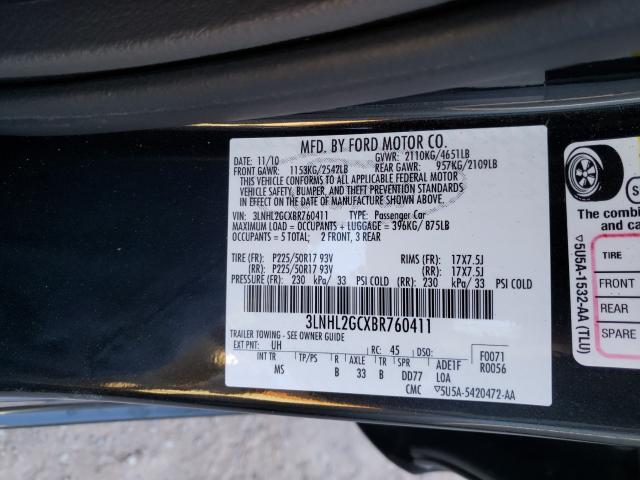 MFD. BY FORD MOTOR CO.
DATE: 11/10 GVWR: 2110KG/4651LB
FRONT GAWR: 1153KG/2542LB REAR GAWR: 957KG/2109LB
THIS VEHICLE CONFORMS TO ALL APPLICABLE FEDERAL MOTOR
VEHICLE SAFETY, BUMPER, AND THEFT PREVENTION STANDARDS
IN EFFECT ON THE DATE OF MANUFACTURE SHOWN ABOVE.
VIN: 3LNHL2GCXBR760411 TYPE: Passenger Car
MAXIMUM LOAD = OCCUPANTS + LUGGAGE = 396KG/ 875LB
OCCUPANTS = 5 TOTAL; 2 FRONT, 3 REAR
TIRE (FR): P225/50R17 93V RIMS (FR): 17X7.5J
(RR): P225/50R17 93V (RR): 17X7.5J
PRESSURE (FR): 230 kPa/ 33 PSI COLD (RR): 230 kPa/ 33 PSI COLD
3LNHL2GCXBR760411
TRAILER TOWING - SEE OWNER GUIDE
EXT PNT: UH RC: 45 DSO: F0071
INT TR TP/PS R AXLE TR SPR ADE1F R0056
MS B 33 B DD77 LOA
CMC ▽5U5A-5420472-AA
▽5U5A-1532-AA (TLU)
The combin
TIRE
FRONT
REAR
SPARE